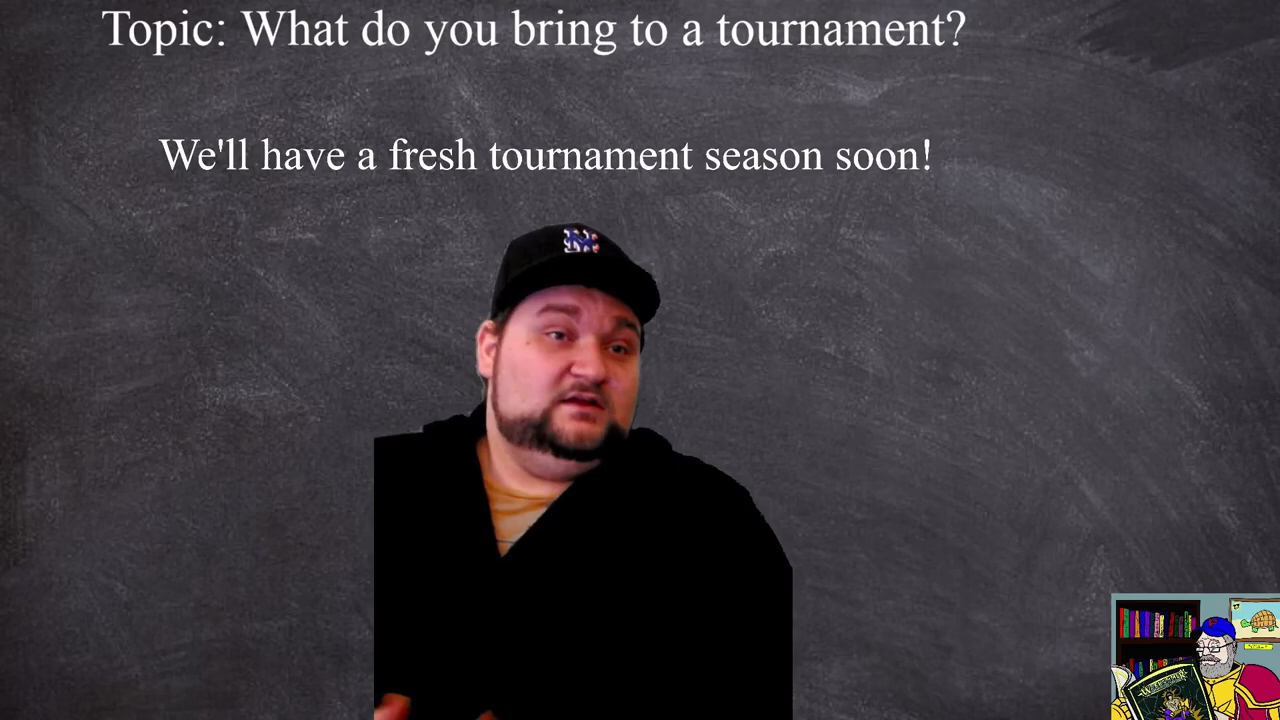 Topic: What do you bring to a tournament?
We'll have a fresh tournament season soon!